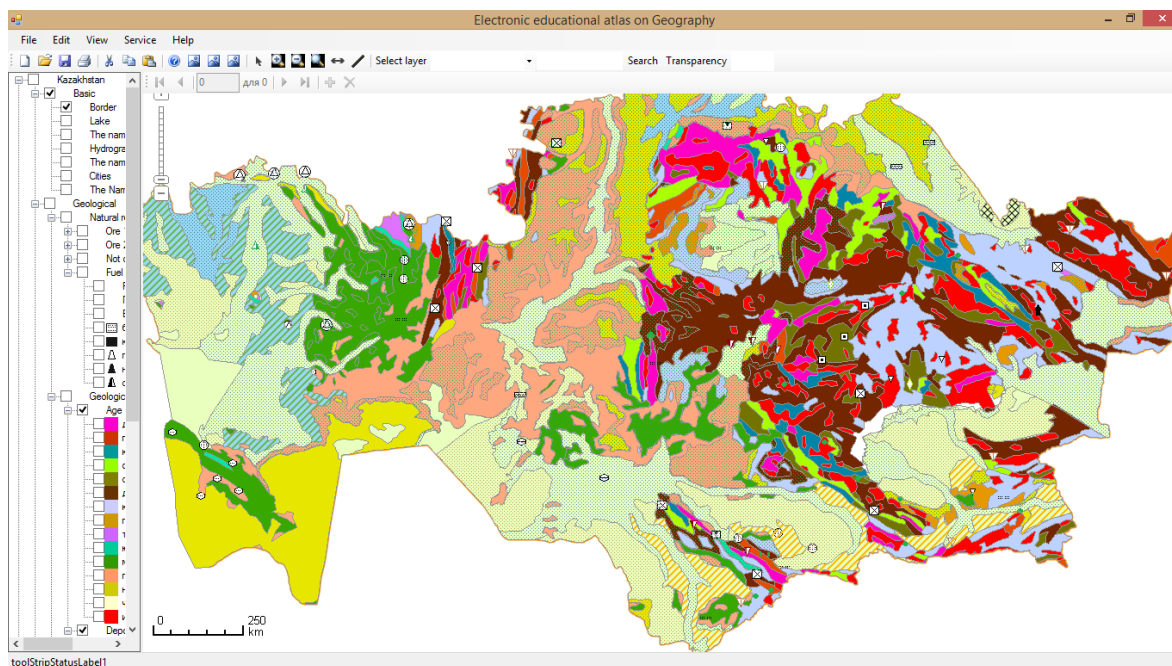 Electronic educational atlas on Geography
File Edit View Service Help
Select layer Search Transparency
0 для 0
Kazakhstan
Basic
Border
Lake
The nam
Hydrogra
The nam
Cities
The Nam
Geological
Natural re
Ore
Ore
Not
Fuel
Geologic
Age
Depo
0 250
km
toolStripStatusLabel1